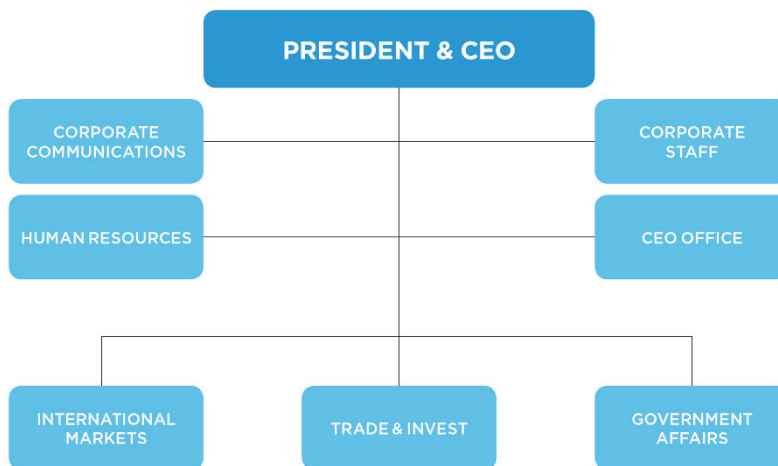 PRESIDENT & CEO
CORPORATE
COMMUNICATIONS
CORPORATE
STAFF
HUMAN RESOURCES
CEO OFFICE
INTERNATIONAL
MARKETS
TRADE & INVEST
GOVERNMENT
AFFAIRS